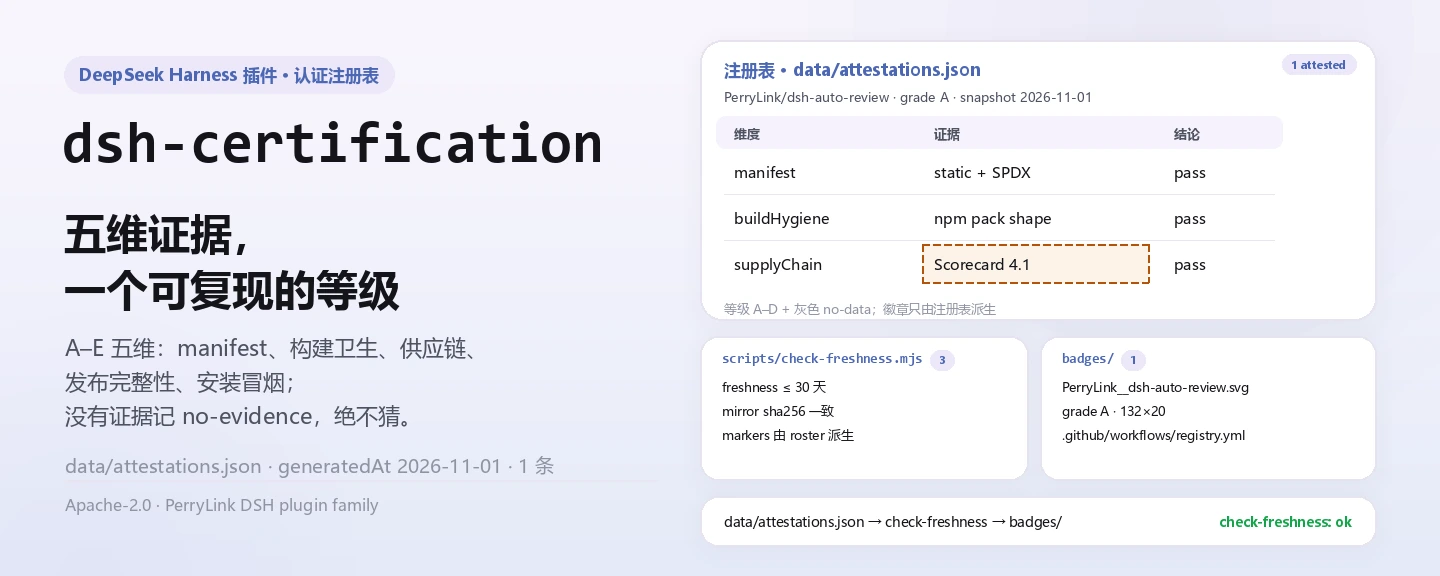 DeepSeek Harness 插件 • 认证注册表
dsh-certification
五维证据，
一个可复现的等级
A–E 五维：manifest、构建卫生、供应链、
发布完整性、安装冒烟；
没有证据记 no-evidence，绝不猜。
data/attestations.json · generatedAt 2026-11-01 · 1 条
Apache-2.0 · PerryLink DSH plugin family
注册表 • data/attestations.json
1 attested
PerryLink/dsh-auto-review · grade A · snapshot 2026-11-01
维度 证据 结论
manifest static + SPDX pass
buildHygiene npm pack shape pass
supplyChain Scorecard 4.1 pass
等级 A–D + 灰色 no-data；徽章只由注册表派生
scripts/check-freshness.mjs 3
freshness ≤ 30 天
mirror sha256 一致
markers 由 roster 派生
badges/ 1
PerryLink__dsh-auto-review.svg
grade A · 132×20
.github/workflows/registry.yml
data/attestations.json → check-freshness → badges/
check-freshness: ok